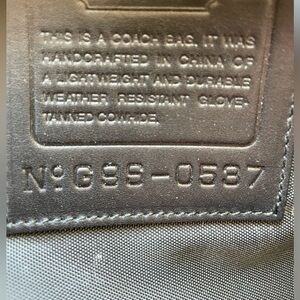 THIS IS A COACH BAG. IT WAS
HANDCRAFTED IN CHINA OF
A LIGHTWEIGHT AND DURABLE
WEATHER RESISTANT GLOVE-
TANNED COWHIDE.
Nº G9S-0537